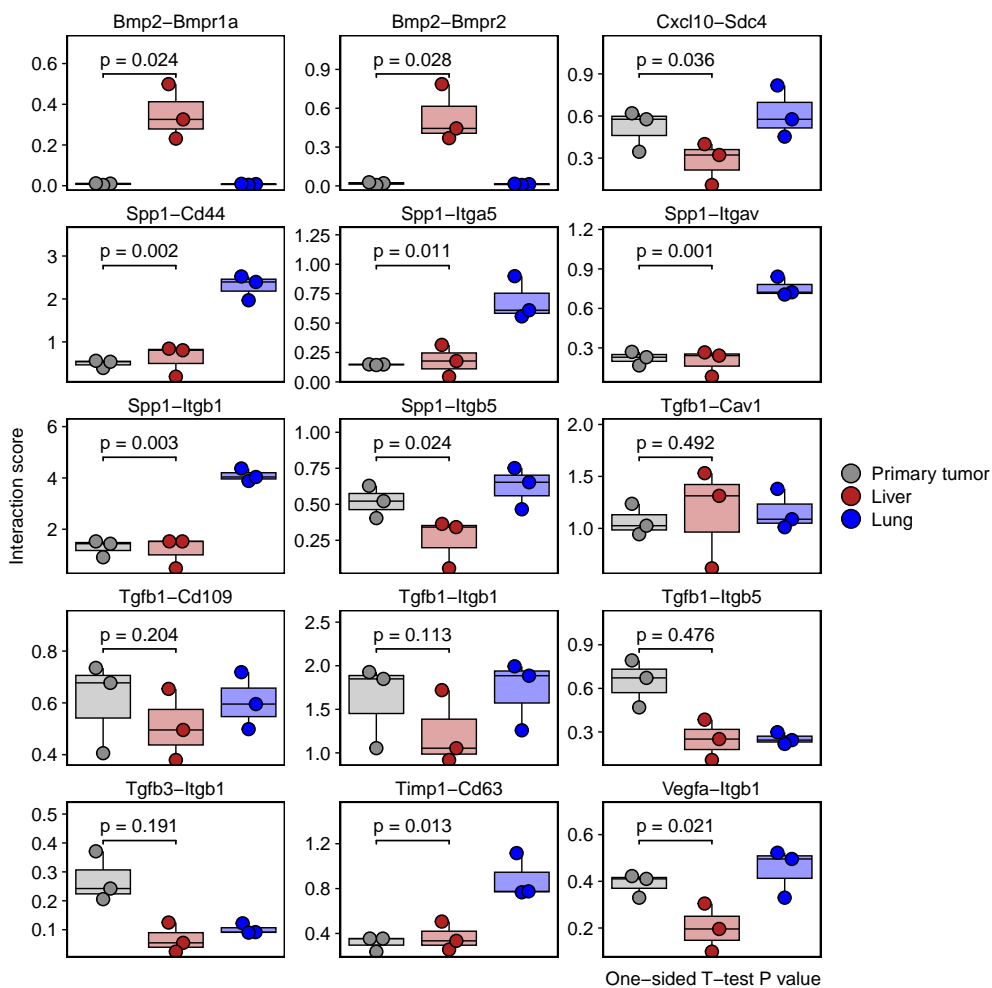 Bmp2−Bmpr1a
Bmp2−Bmpr2
Cxcl10−Sdc4
0.6
0.4
0.2
0.0
p = 0.024
0.9
0.6
0.3
0.0
p = 0.028
0.9
0.6
0.3
p = 0.036
Spp1−Cd44
Spp1−Itga5
Spp1−Itgav
3
2
1
p = 0.002
1.25
1.00
0.75
0.50
0.25
0.00
p = 0.011
1.2
0.9
0.6
0.3
p = 0.001
Spp1−Itgb1
Spp1−Itgb5
Tgfb1−Cav1
6
4
2
p = 0.003
1.00
0.75
0.50
0.25
p = 0.024
2.0
1.5
1.0
p = 0.492
Tgfb1−Cd109
Tgfb1−Itgb1
Tgfb1−Itgb5
0.8
0.6
0.4
p = 0.204
2.5
2.0
1.5
1.0
p = 0.113
0.9
0.6
0.3
p = 0.476
Tgfb3−Itgb1
Timp1−Cd63
Vegfa−Itgb1
0.5
0.4
0.3
0.2
0.1
p = 0.191
1.2
0.8
0.4
p = 0.013
0.6
0.4
0.2
p = 0.021
Interaction score
Primary tumor
Liver
Lung
One−sided T−test P value